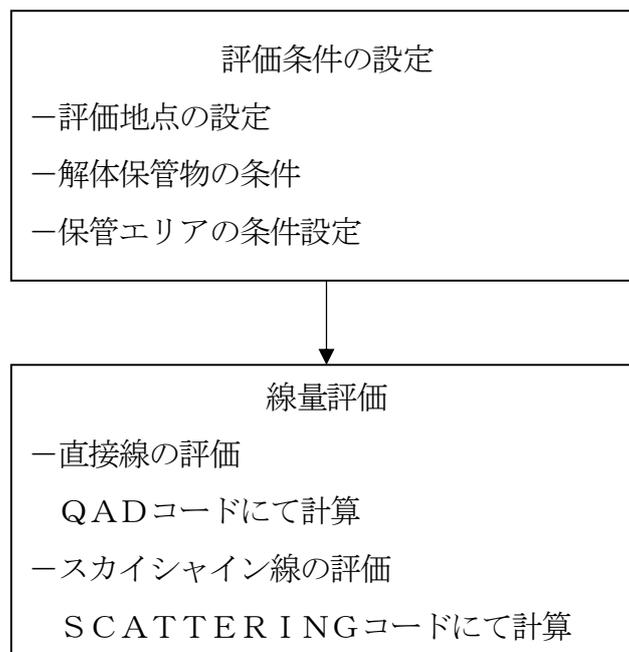 評価条件の設定
－評価地点の設定
－解体保管物の条件
－保管エリアの条件設定
線量評価
－直接線の評価
ＱＡＤコードにて計算
－スカイシャイン線の評価
ＳＣＡＴＴＥＲＩＮＧコードにて計算